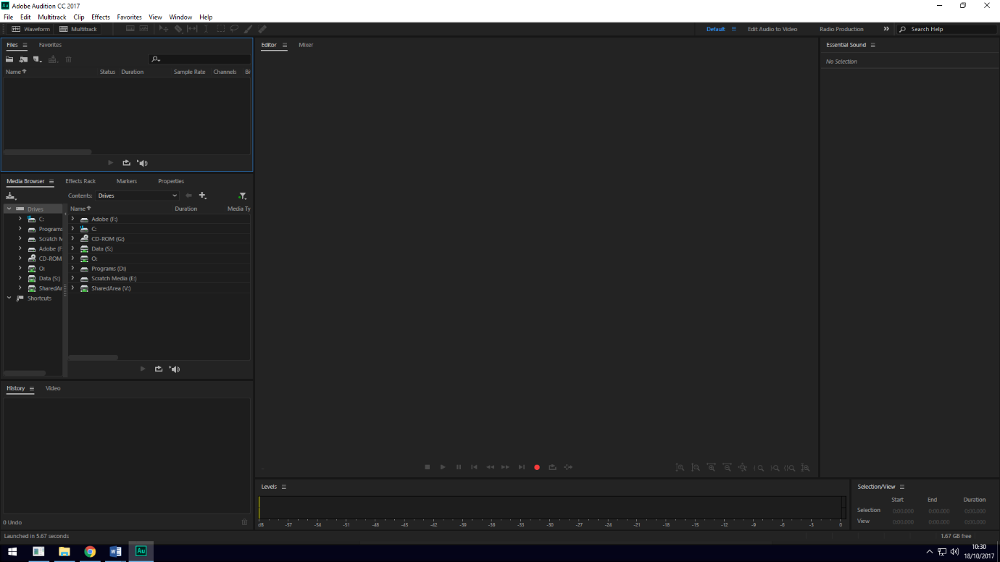 Adobe Audition CC 2017
File Edit Multitrack Clip Effects Favorites View Window Help
Waveform Multitrack Default Edit Audio to Video Radio Production Search Help
Files Favorites
Name Status Duration Sample Rate Channels Bi
Media Browser Effects Rack Markers Properties
Contents: Drives
Drives
C:
Programs
Scratch M
Adobe (F:
CD-ROM
O:
Data (S:)
SharedAr
Shortcuts
Name Duration Media Ty
Adobe (F:)
C:
CD-ROM (G:)
Data (S:)
O:
Programs (D:)
Scratch Media (E:)
SharedArea (V:)
History Video
0 Undo
Launched in 5.67 seconds
Editor Mixer
Levels
dB -57 -54 -51 -48 -45 -42 -39 -36 -33 -30 -27 -24 -21 -18 -15 -12 -9 -6 -3 0
Essential Sound
No Selection
Selection/View
Start End Duration
Selection 0:00.000 0:00.000 0:00.000
View 0:00.000 0:00.000 0:00.000
1.67 GB free
Au
10:30
18/10/2017